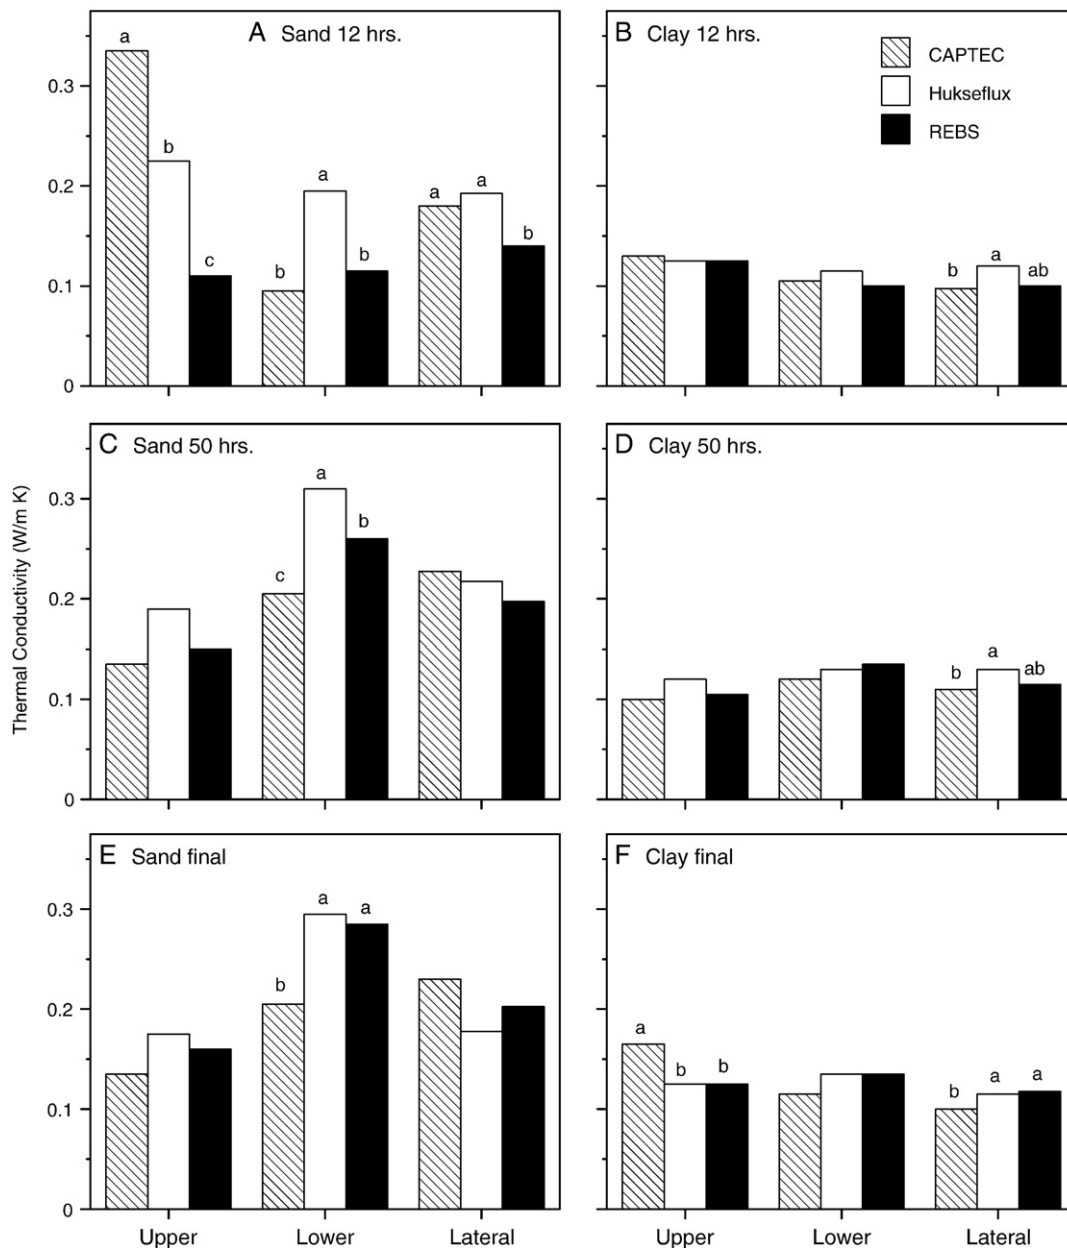 A Sand 12 hrs.
B Clay 12 hrs.
CAPTEC
Hukseflux
REBS
0.3
0.2
0.1
0
a
b
c
b
a
b
a
a
b
b
a
ab
C Sand 50 hrs.
D Clay 50 hrs.
0.3
0.2
0.1
0
c
a
b
b
a
ab
Thermal Conductivity (W/m K)
E Sand final
F Clay final
0.3
0.2
0.1
0
b
a
a
a
b
b
b
a
a
Upper
Lower
Lateral
Upper
Lower
Lateral